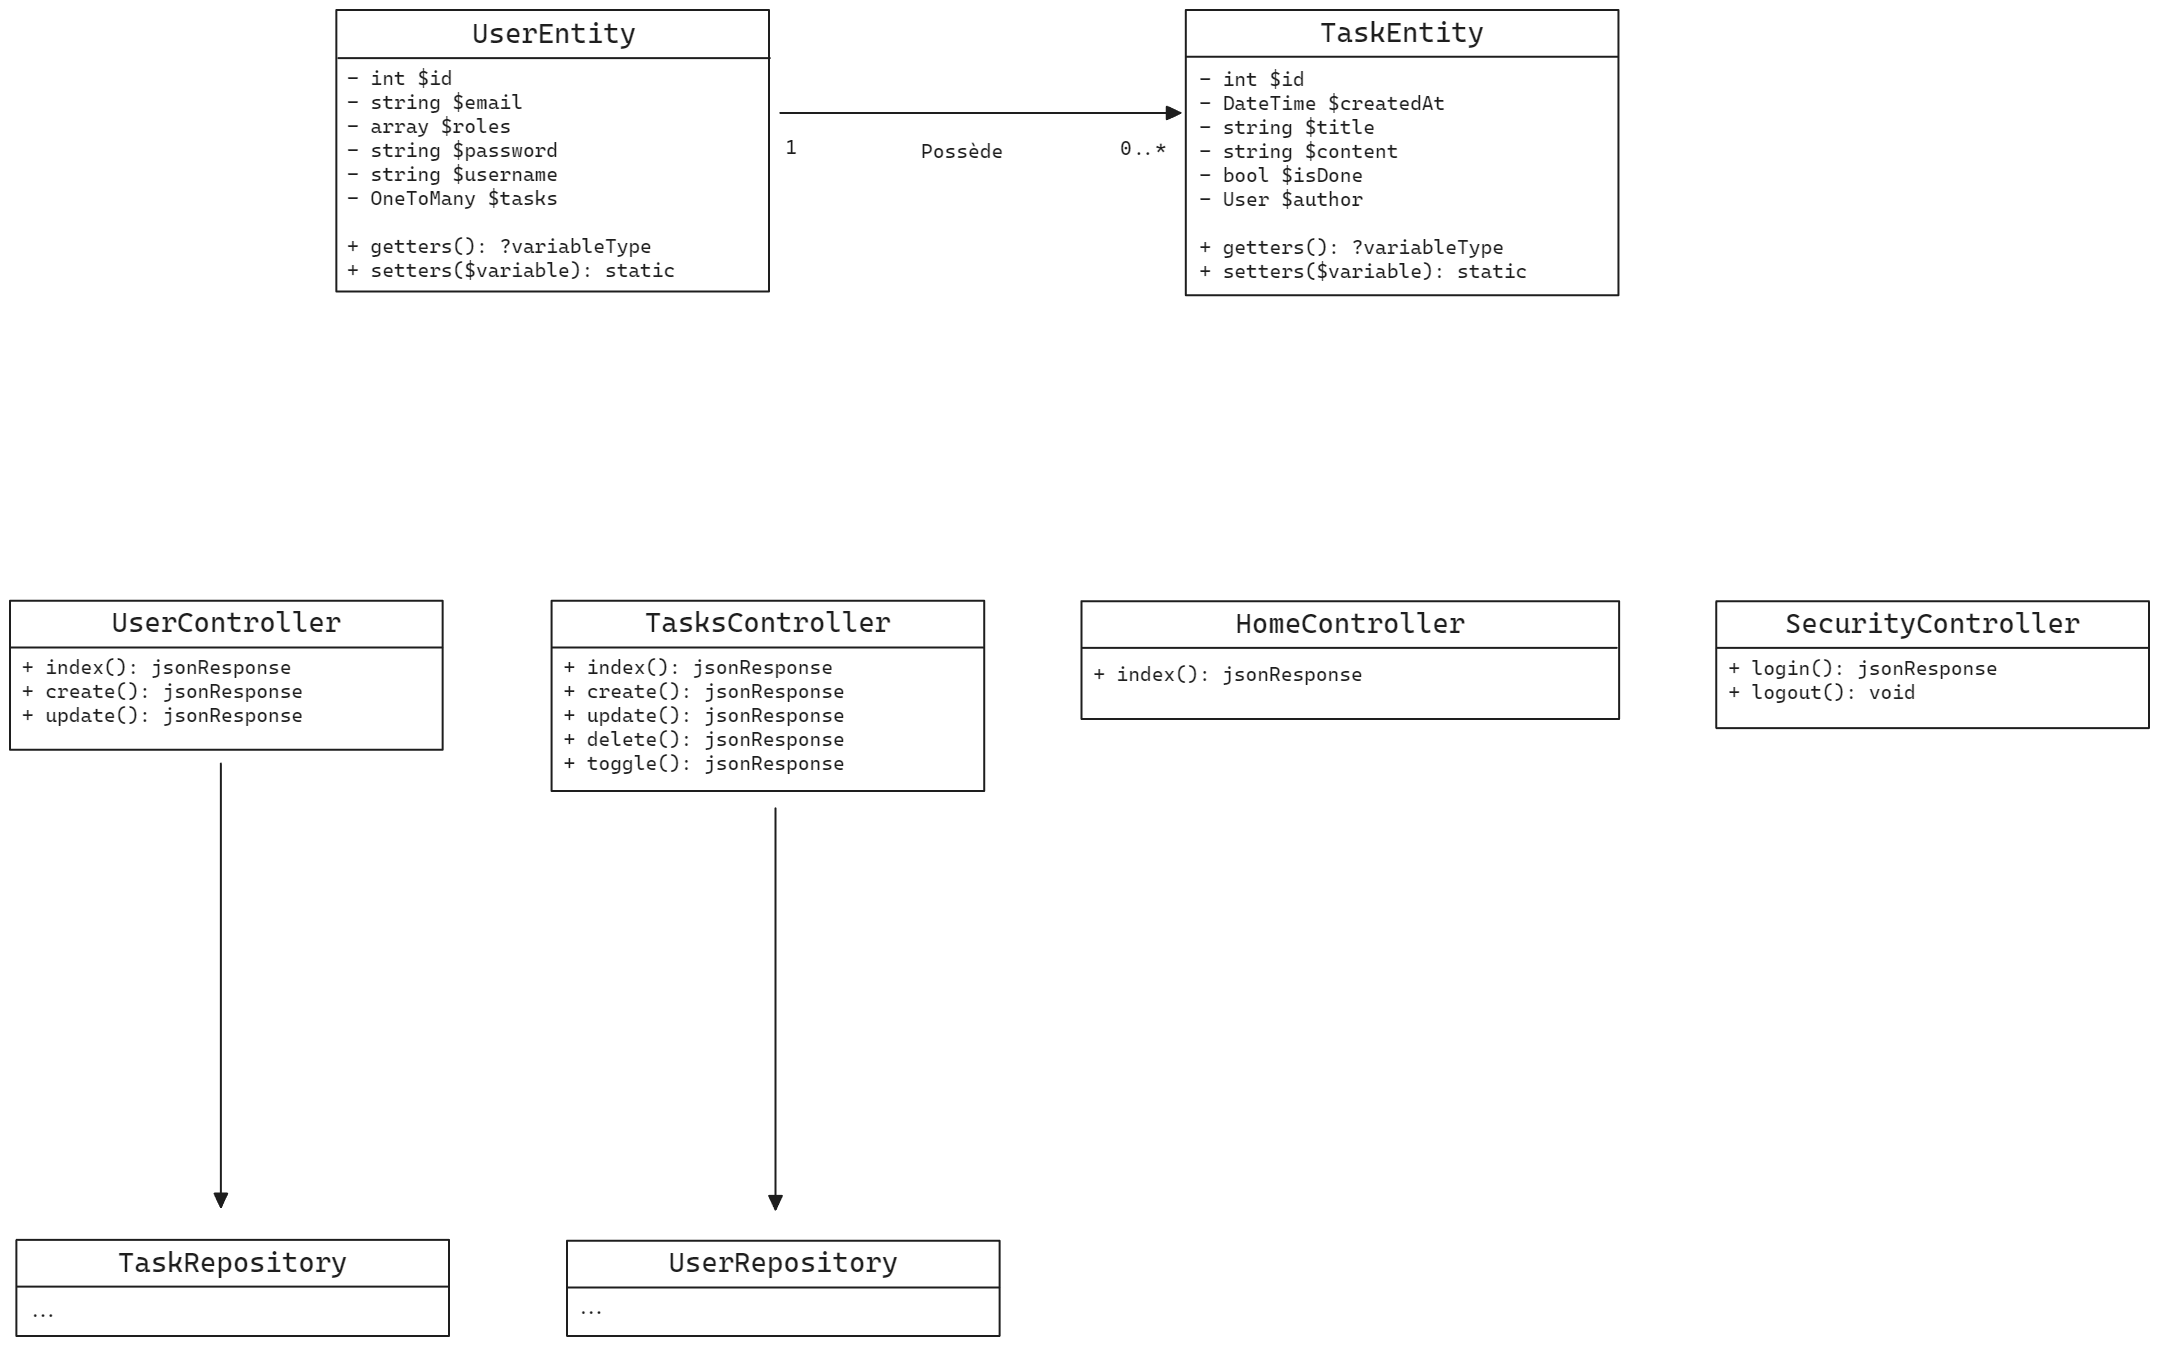 UserEntity
- int $id
- string $email
- array $roles
- string $password
- string $username
- OneToMany $tasks
+ getters(): ?variableType
+ setters($variable): static
1
Possède
0..*
TaskEntity
- int $id
- DateTime $createdAt
- string $title
- string $content
- bool $isDone
- User $author
+ getters(): ?variableType
+ setters($variable): static
UserController
+ index(): jsonResponse
+ create(): jsonResponse
+ update(): jsonResponse
TasksController
+ index(): jsonResponse
+ create(): jsonResponse
+ update(): jsonResponse
+ delete(): jsonResponse
+ toggle(): jsonResponse
HomeController
+ index(): jsonResponse
SecurityController
+ login(): jsonResponse
+ logout(): void
TaskRepository
...
UserRepository
...